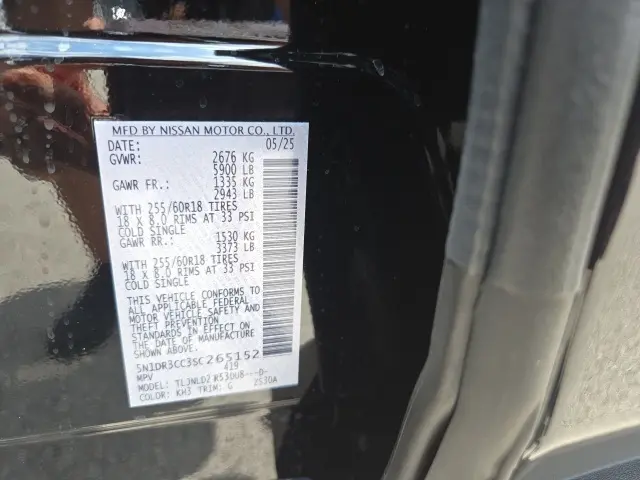 MFD BY NISSAN MOTOR CO., LTD.
DATE: 05/25
GVWR: 2676 KG
5900 LB
GAWR FR.: 1335 KG
2943 LB
WITH 255/60R18 TIRES
18 X 8.0 RIMS AT 33 PSI
COLD SINGLE
GAWR RR.: 1530 KG
3373 LB
WITH 255/60R18 TIRES
18 X 8.0 RIMS AT 33 PSI
COLD SINGLE
THIS VEHICLE CONFORMS TO
ALL APPLICABLE FEDERAL
MOTOR VEHICLE SAFETY AND
THEFT PREVENTION
STANDARDS IN EFFECT ON
THE DATE OF MANUFACTURE
5N1DR3CC3SC265152
MPV 419
MODEL: TLJNLDZ R53DU8---D-
COLOR: KH3 TRIM: G 2S30A